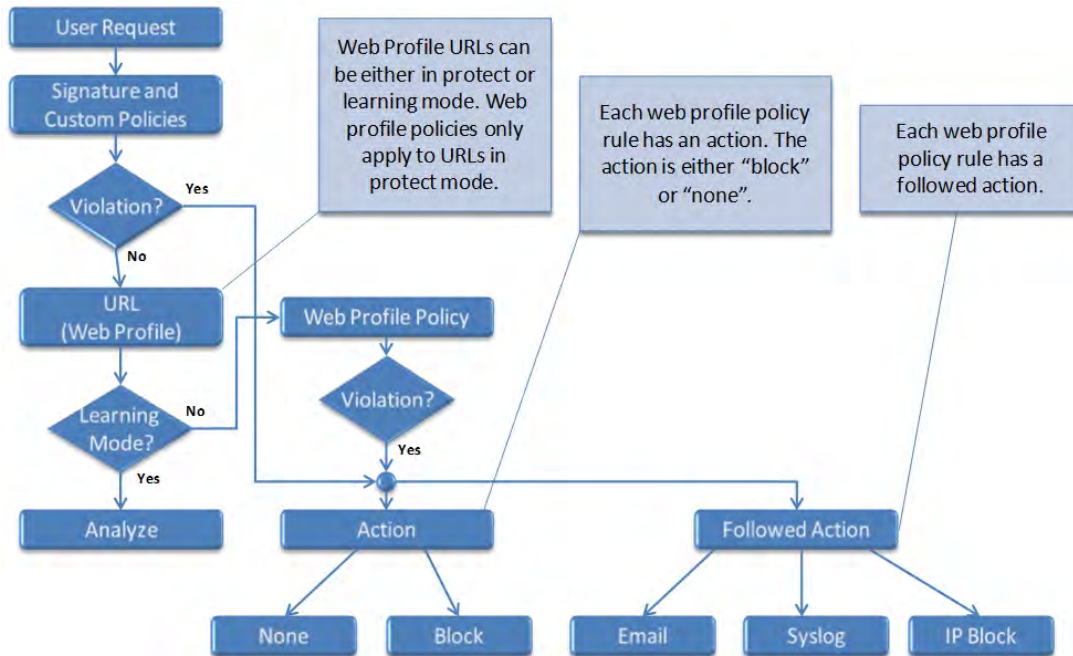 User Request
Signature and
Custom Policies
Violation?
Yes
No
URL
(Web Profile)
Learning
Mode?
No
Yes
Analyze
Web Profile URLs can
be either in protect or
learning mode. Web
profile policies only
apply to URLs in
protect mode.
Each web profile policy
rule has an action. The
action is either “block”
or “none”.
Each web profile
policy rule has a
followed action.
Web Profile Policy
Violation?
Yes
Action
Followed Action
None
Block
Email
Syslog
IP Block